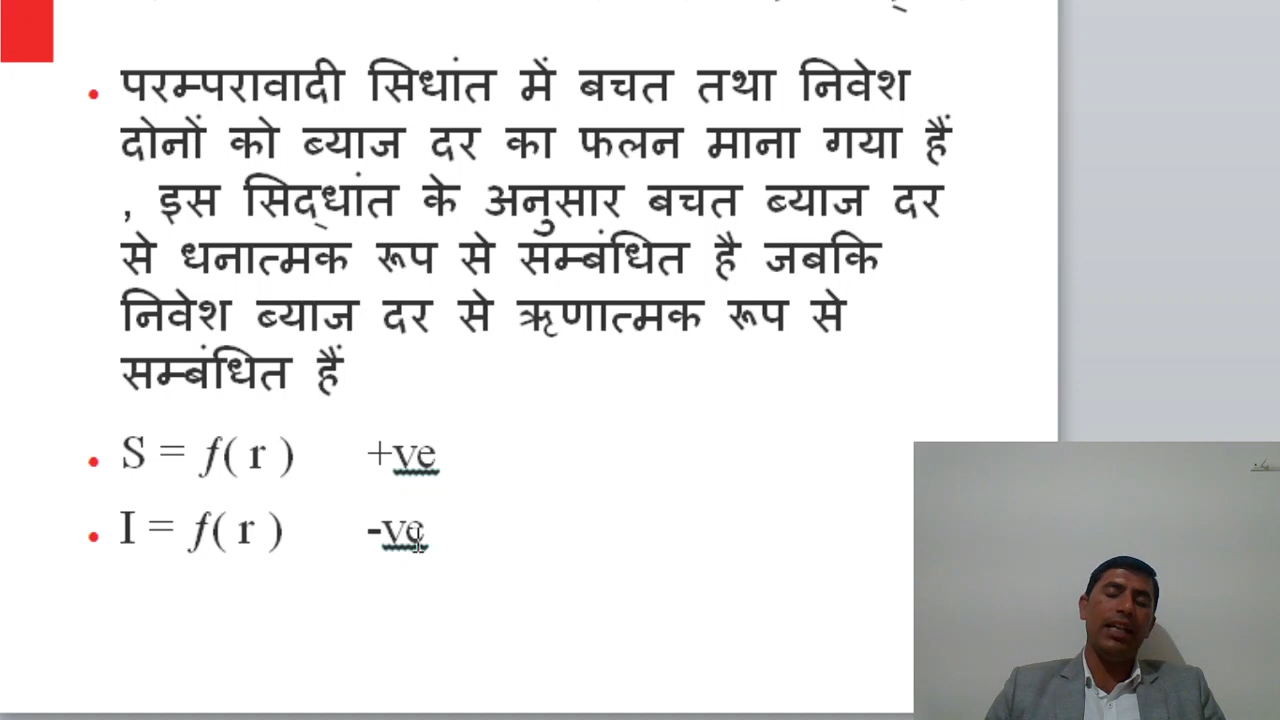 परम्परावादी सिधांत में बचत तथा निवेश
दोनों को ब्याज दर का फलन माना गया हैं
, इस सिद्धांत के अनुसार बचत ब्याज दर
से धनात्मक रूप से सम्बंधित है जबकि
निवेश ब्याज दर से ऋणात्मक रूप से
सम्बंधित हैं
S = f( r ) +ve
I = f( r ) -ve